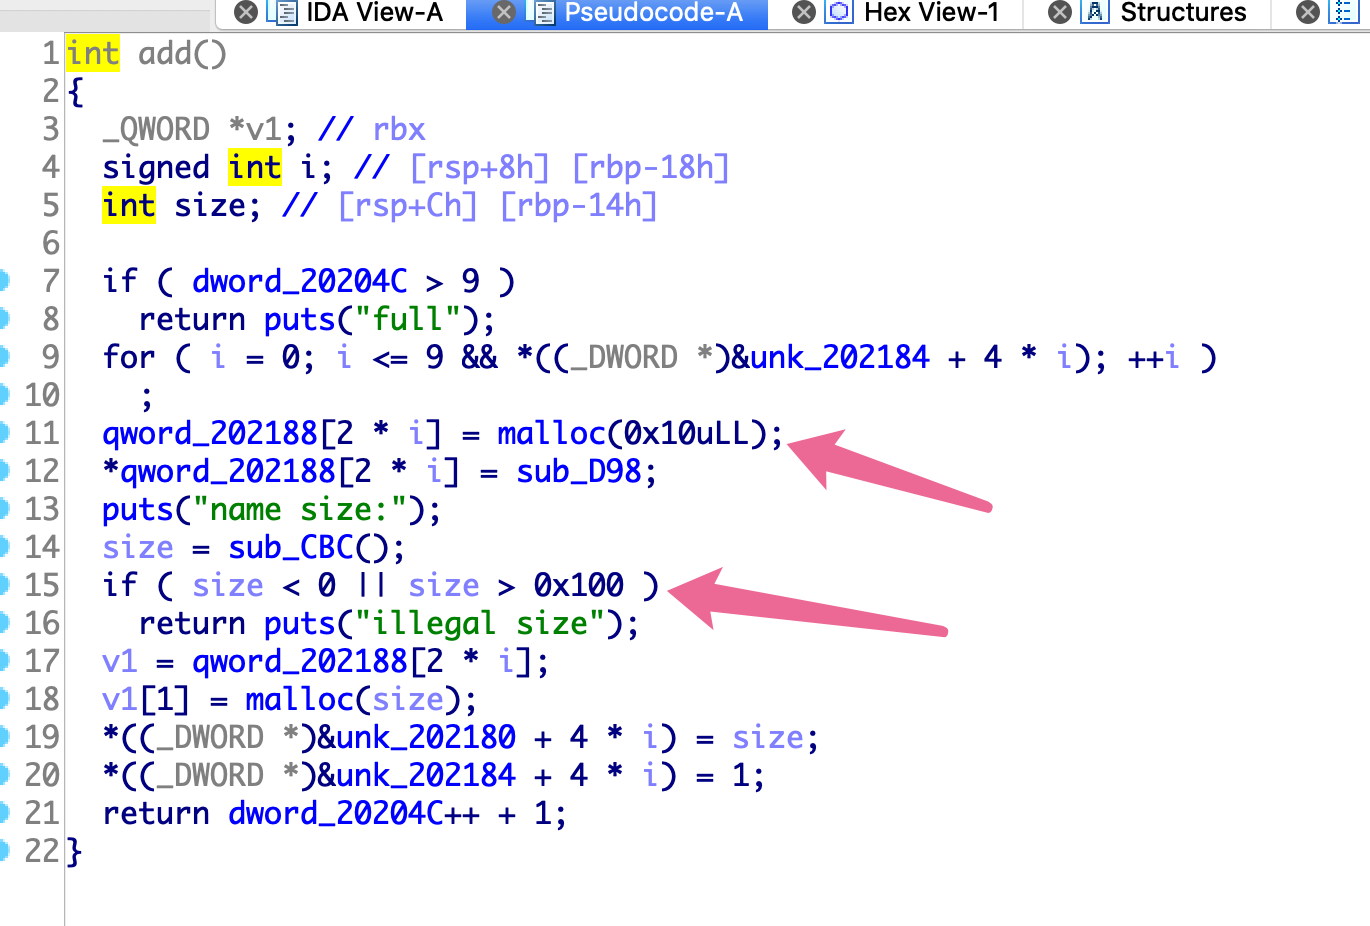 IDA View-A Pseudocode-A Hex View-1 Structures
1 int add()
2 {
3   _QWORD *v1; // rbx
4   signed int i; // [rsp+8h] [rbp-18h]
5   int size; // [rsp+Ch] [rbp-14h]
6
7   if ( dword_20204C > 9 )
8     return puts("full");
9   for ( i = 0; i <= 9 && *((_DWORD *)&unk_202184 + 4 * i); ++i )
10     ;
11   qword_202188[2 * i] = malloc(0x10uLL);
12   *qword_202188[2 * i] = sub_D98;
13   puts("name size:");
14   size = sub_CBC();
15   if ( size < 0 || size > 0x100 )
16     return puts("illegal size");
17   v1 = qword_202188[2 * i];
18   v1[1] = malloc(size);
19   *((_DWORD *)&unk_202180 + 4 * i) = size;
20   *((_DWORD *)&unk_202184 + 4 * i) = 1;
21   return dword_20204C++ + 1;
22 }